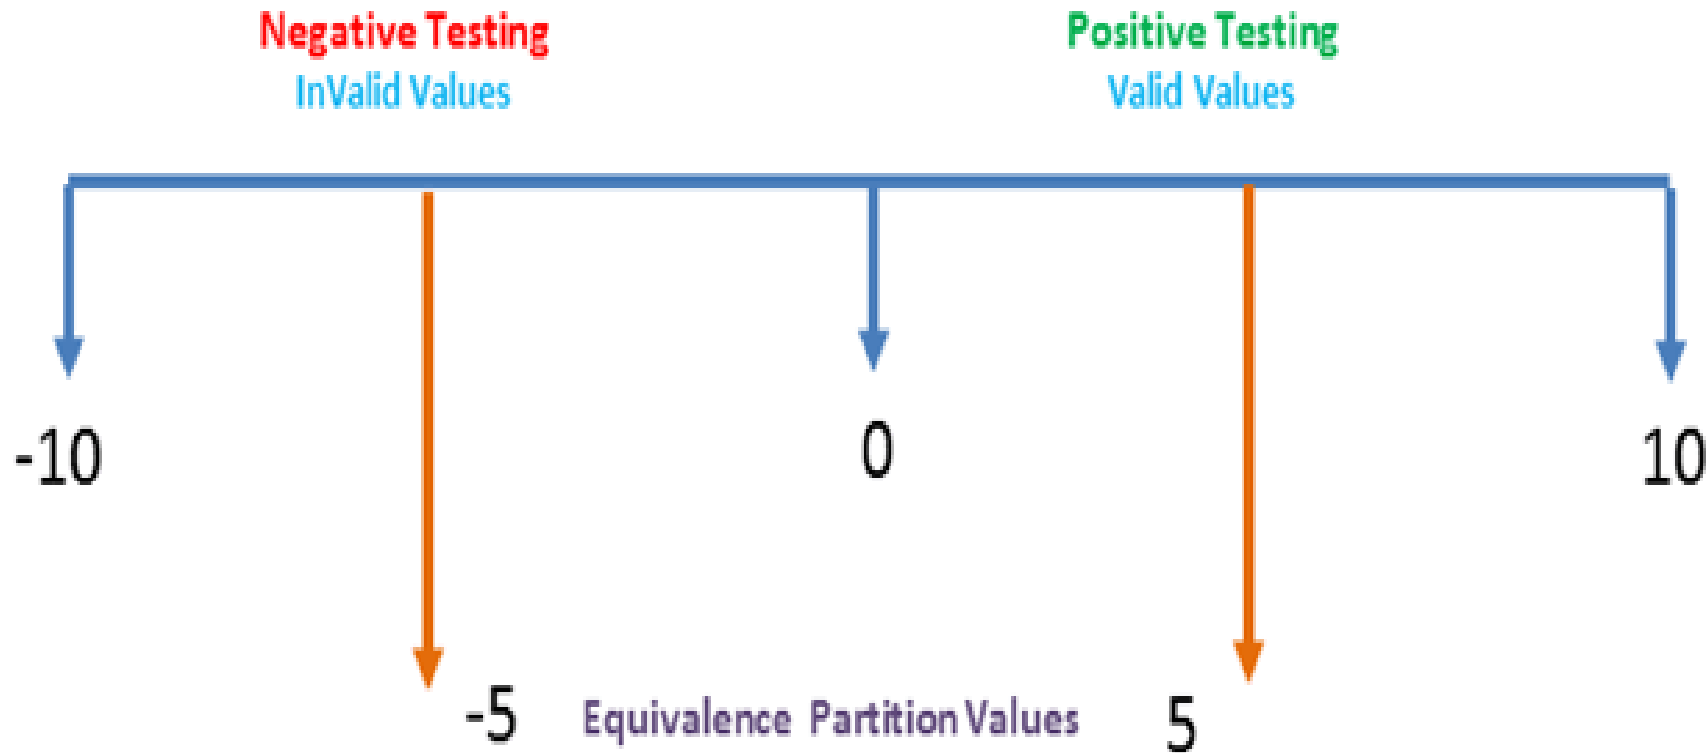 Negative Testing
Positive Testing
InValid Values
Valid Values
-10
0
10
-5
Equivalence Partition Values
5